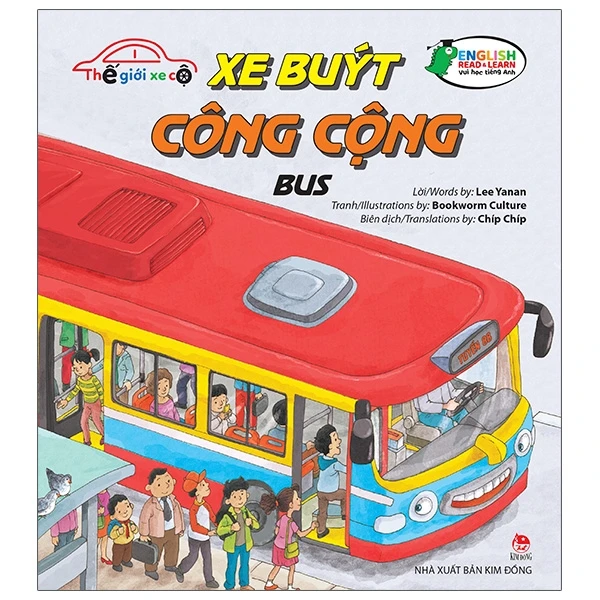 Thế giới xe cộ
XE BUÝT
CÔNG CỘNG
BUS
ENGLISH
READ & LEARN
Vui học tiếng Anh
Lời/Words by: Lee Yanan
Tranh/Illustrations by: Bookworm Culture
Biên dịch/Translations by: Chíp Chíp
TUYẾN 06
KIM ĐỒNG
NHÀ XUẤT BẢN KIM ĐỒNG